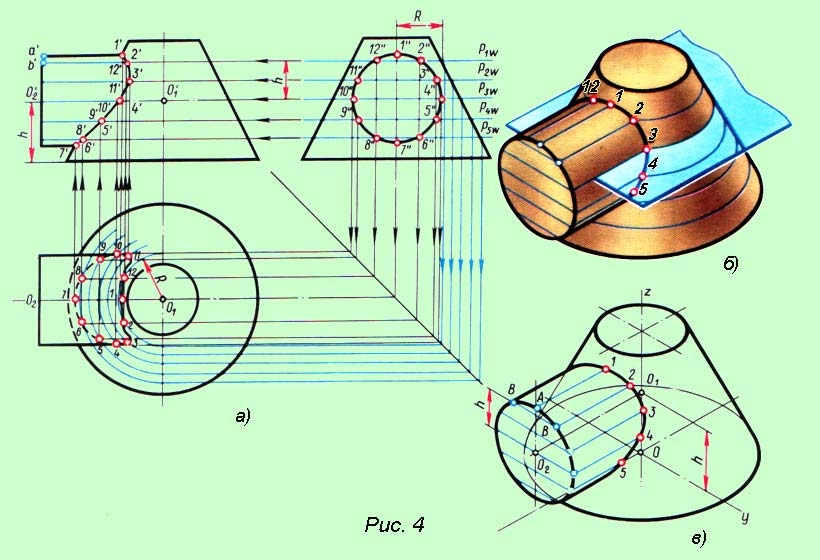 R
a'
b'
1'
2'
12'
3'
11'
O₂'
10'
4'
O₁'
9'
5'
8'
6'
7'
h
12"
1"
2"
P₁w
11"
3"
P₂w
10"
4"
P₃w
9"
5"
P₄w
8"
7"
6"
P₅w
h
12
1
2
3
4
5
б)
9
10
11
8
12
R
O₂
7
1
O₁
6
2
5
4
3
а)
z
1
B
A
2
O₁
h
B
3
4
O₂
5
O
h
y
в)
Рис. 4